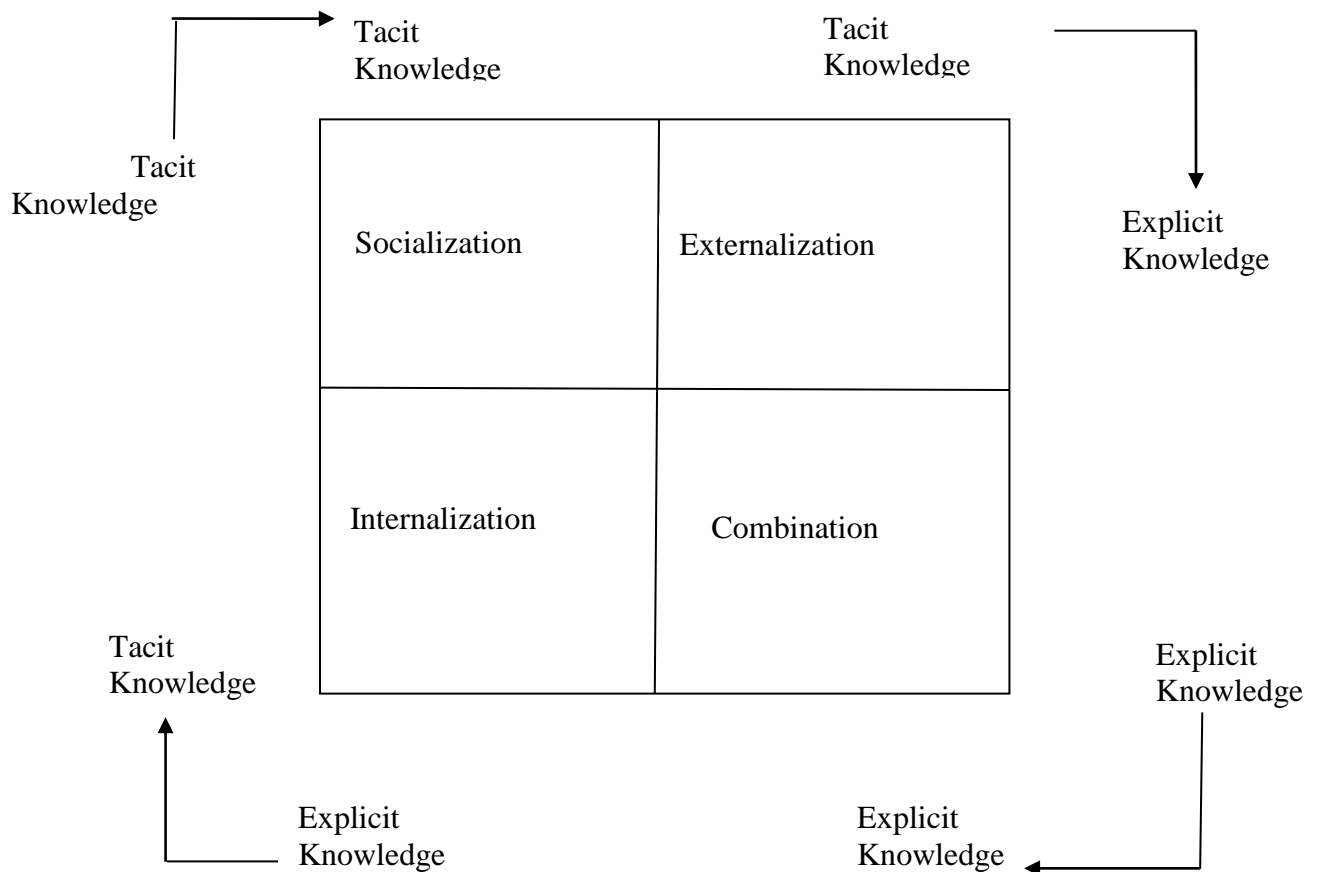 Tacit
Knowledge
Tacit
Knowledge
Tacit
Knowledge
Explicit
Knowledge
Socialization
Externalization
Internalization
Combination
Tacit
Knowledge
Explicit
Knowledge
Explicit
Knowledge
Explicit
Knowledge